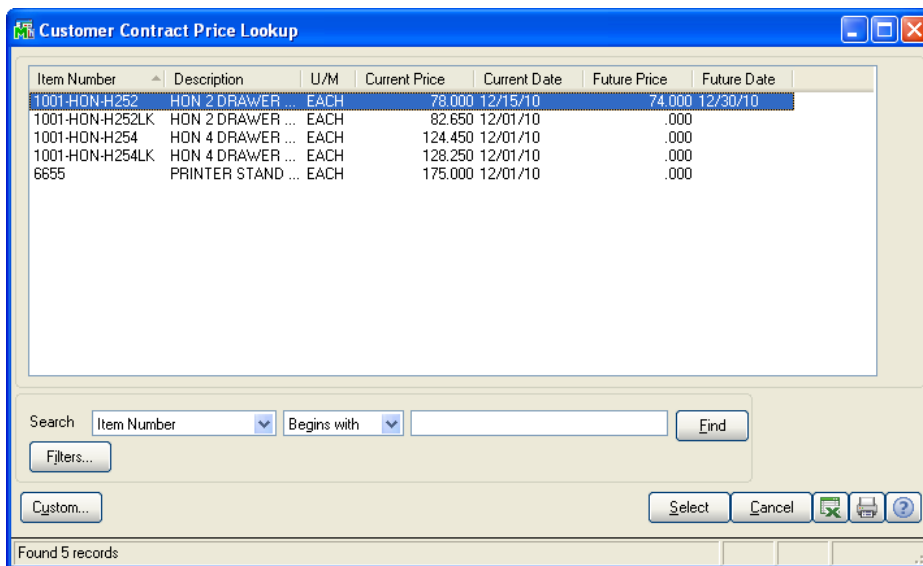 Customer Contract Price Lookup
Item Number Description U/M Current Price Current Date Future Price Future Date
1001-HON-H252 HON 2 DRAWER ... EACH 78.000 12/15/10 74.000 12/30/10
1001-HON-H252LK HON 2 DRAWER ... EACH 82.650 12/01/10 .000
1001-HON-H254 HON 4 DRAWER ... EACH 124.450 12/01/10 .000
1001-HON-H254LK HON 4 DRAWER ... EACH 128.250 12/01/10 .000
6655 PRINTER STAND ... EACH 175.000 12/01/10 .000
Search Item Number Begins with Find
Filters...
Custom... Select Cancel
Found 5 records